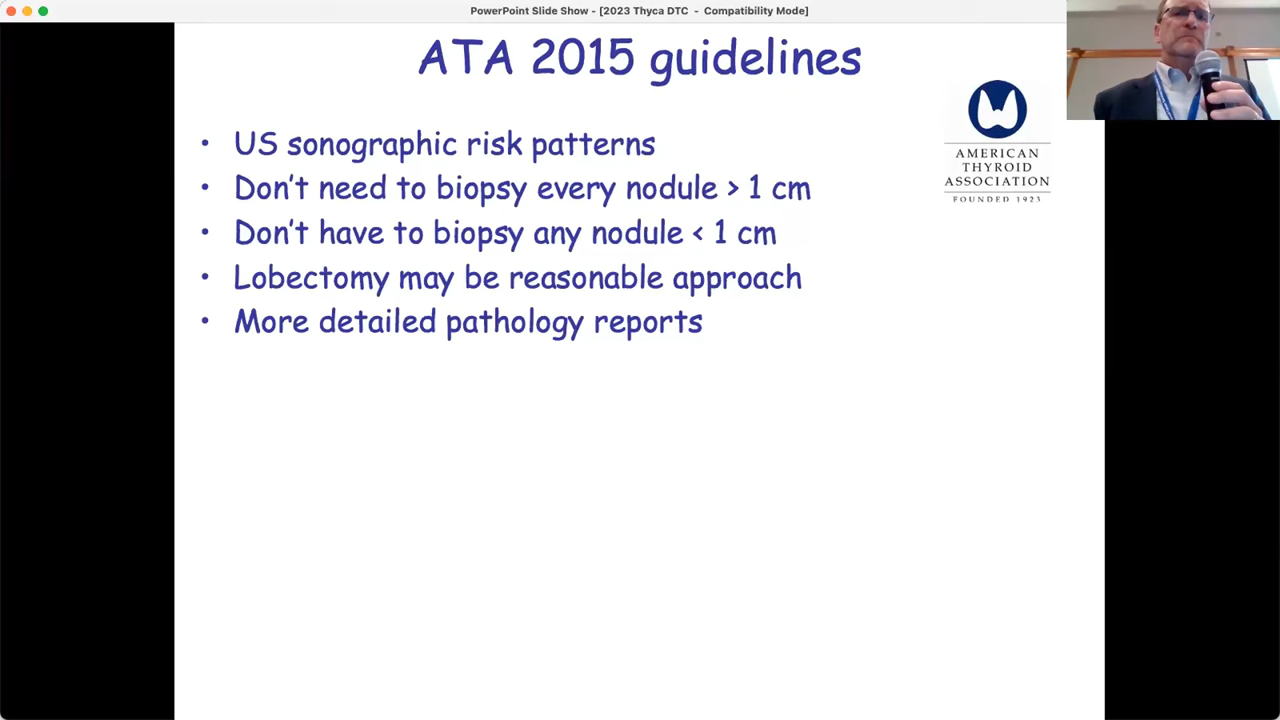 PowerPoint Slide Show - [2023 Thyca DTC - Compatibility Mode]
ATA 2015 guidelines
• US sonographic risk patterns
• Don't need to biopsy every nodule > 1 cm
• Don't have to biopsy any nodule < 1 cm
• Lobectomy may be reasonable approach
• More detailed pathology reports
AMERICAN
THYROID
ASSOCIATION
FOUNDED 1923